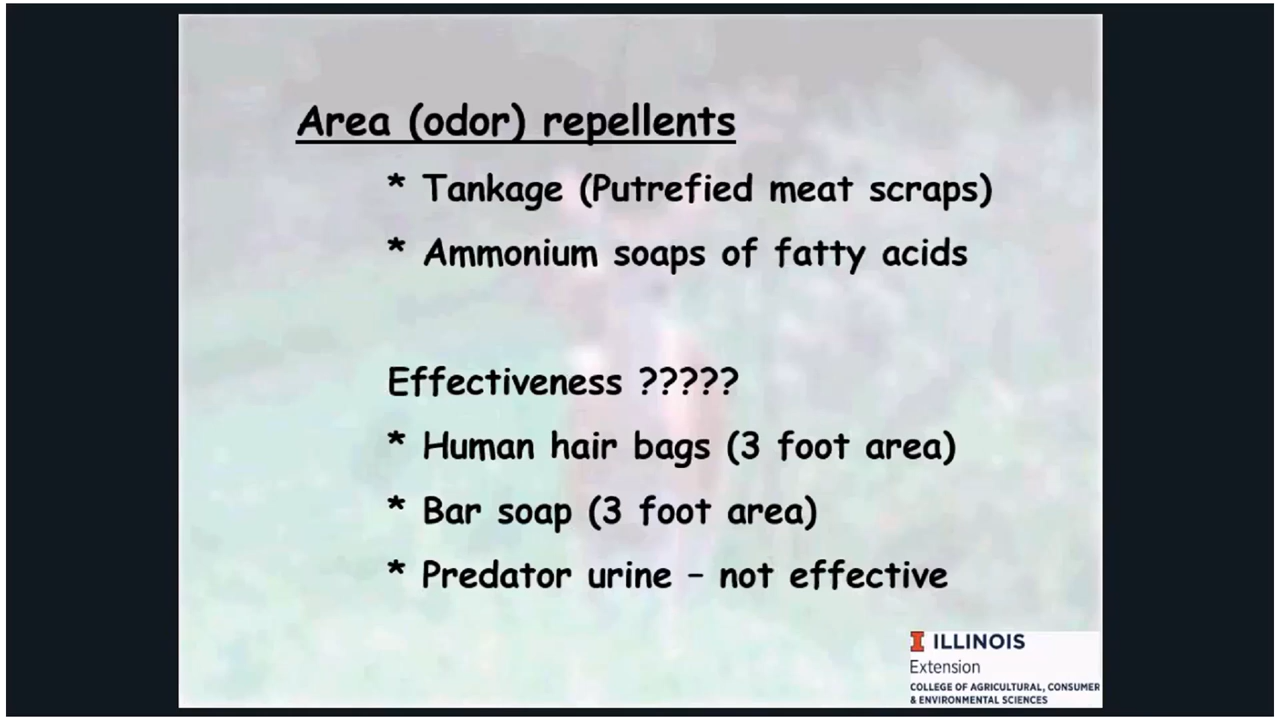 Area (odor) repellents
* Tankage (Putrefied meat scraps)
* Ammonium soaps of fatty acids
Effectiveness ?????
* Human hair bags (3 foot area)
* Bar soap (3 foot area)
* Predator urine – not effective
I ILLINOIS
Extension
COLLEGE OF AGRICULTURAL, CONSUMER
& ENVIRONMENTAL SCIENCES